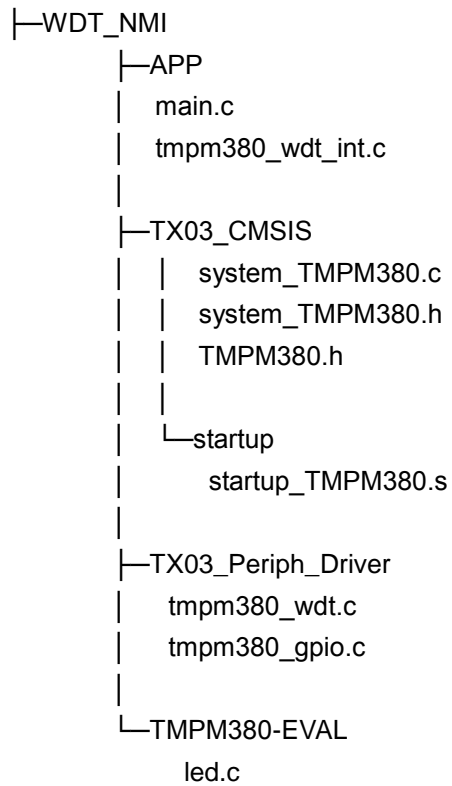 ├─WDT_NMI
├─APP
│ main.c
│ tmpm380_wdt_int.c
│
├─TX03_CMSIS
│ │ system_TMPM380.c
│ │ system_TMPM380.h
│ │ TMPM380.h
│ │
│ └─startup
│ startup_TMPM380.s
│
├─TX03_Periph_Driver
│ tmpm380_wdt.c
│ tmpm380_gpio.c
│
└─TMPM380-EVAL
led.c